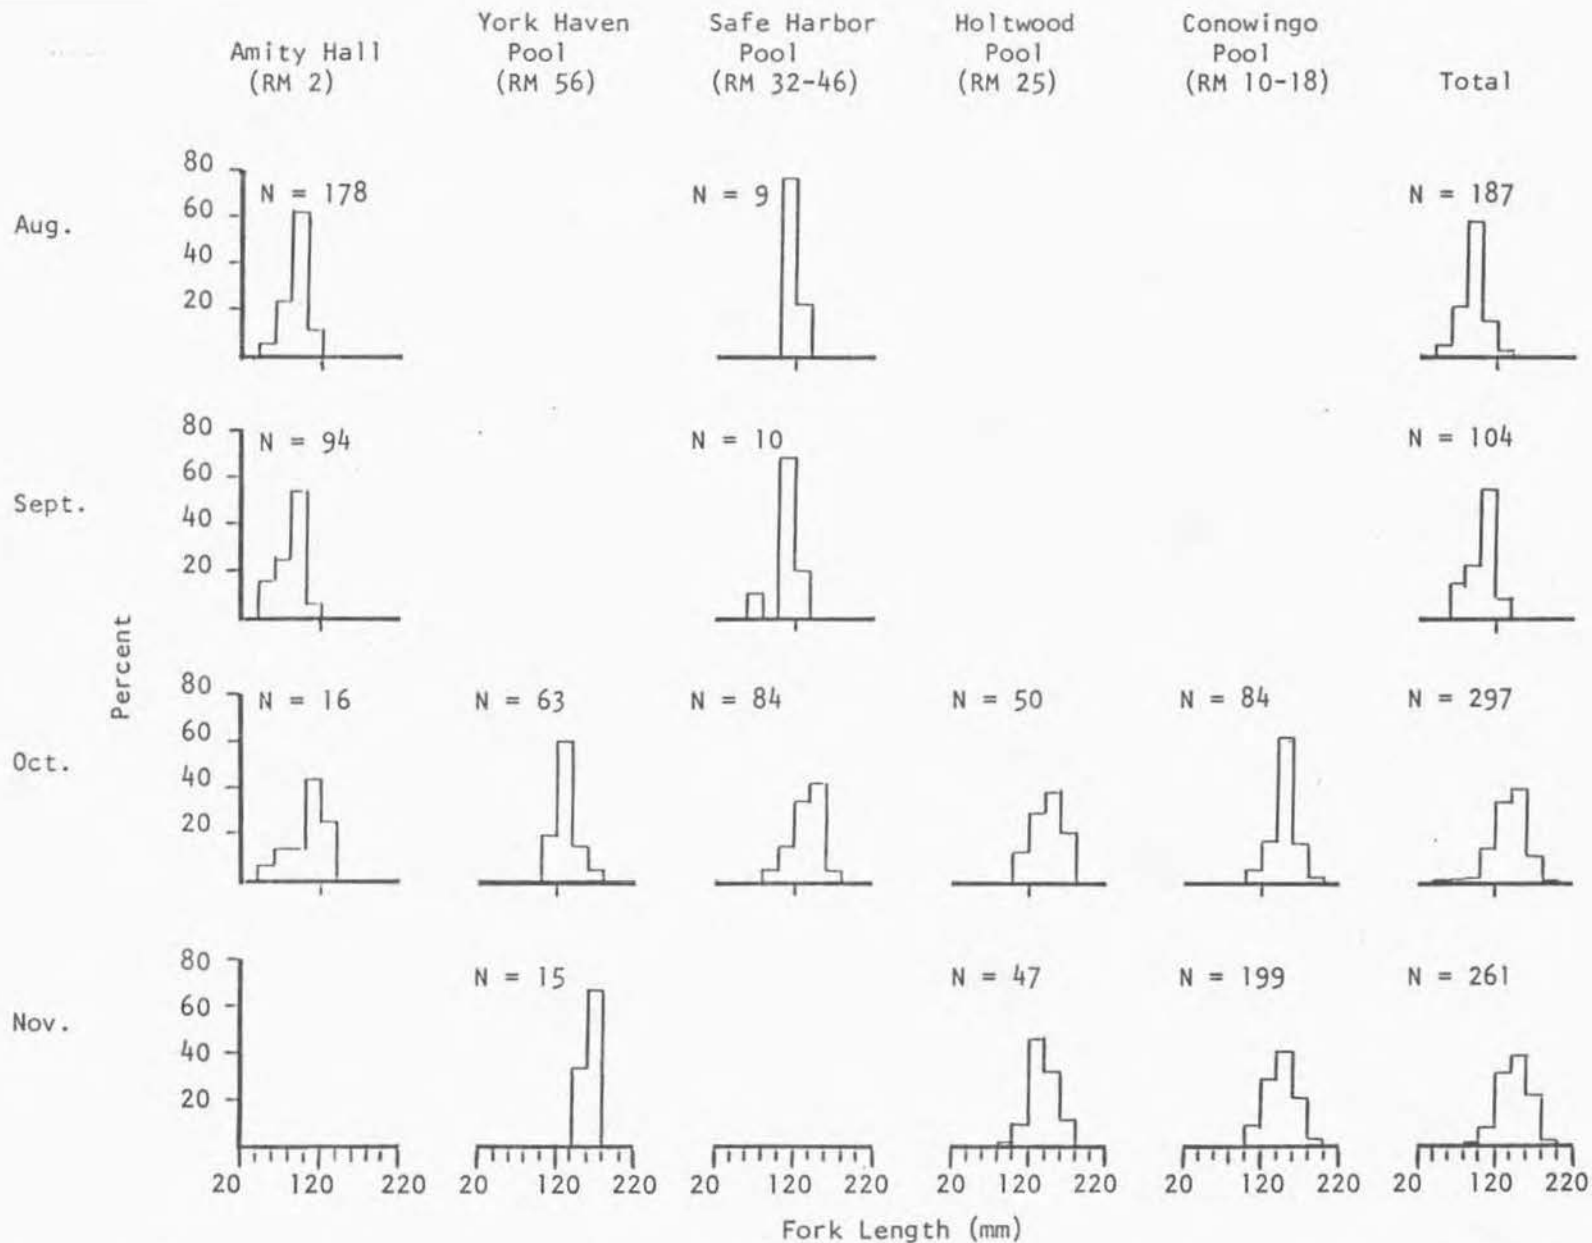 York Haven Safe Harbor Holtwood Conowingo
Amity Hall Pool Pool Pool Pool
(RM 2) (RM 56) (RM 32-46) (RM 25) (RM 10-18) Total
80
N = 178 N = 9 N = 187
60
Aug.
40
20
80
N = 94 N = 10 N = 104
60
Sept.
40
20
Percent
80
N = 16 N = 63 N = 84 N = 50 N = 84 N = 297
60
Oct.
40
20
80
N = 15 N = 47 N = 199 N = 261
60
Nov.
40
20
20 120 220 20 120 220 20 120 220 20 120 220 20 120 220 20 120 220
Fork Length (mm)